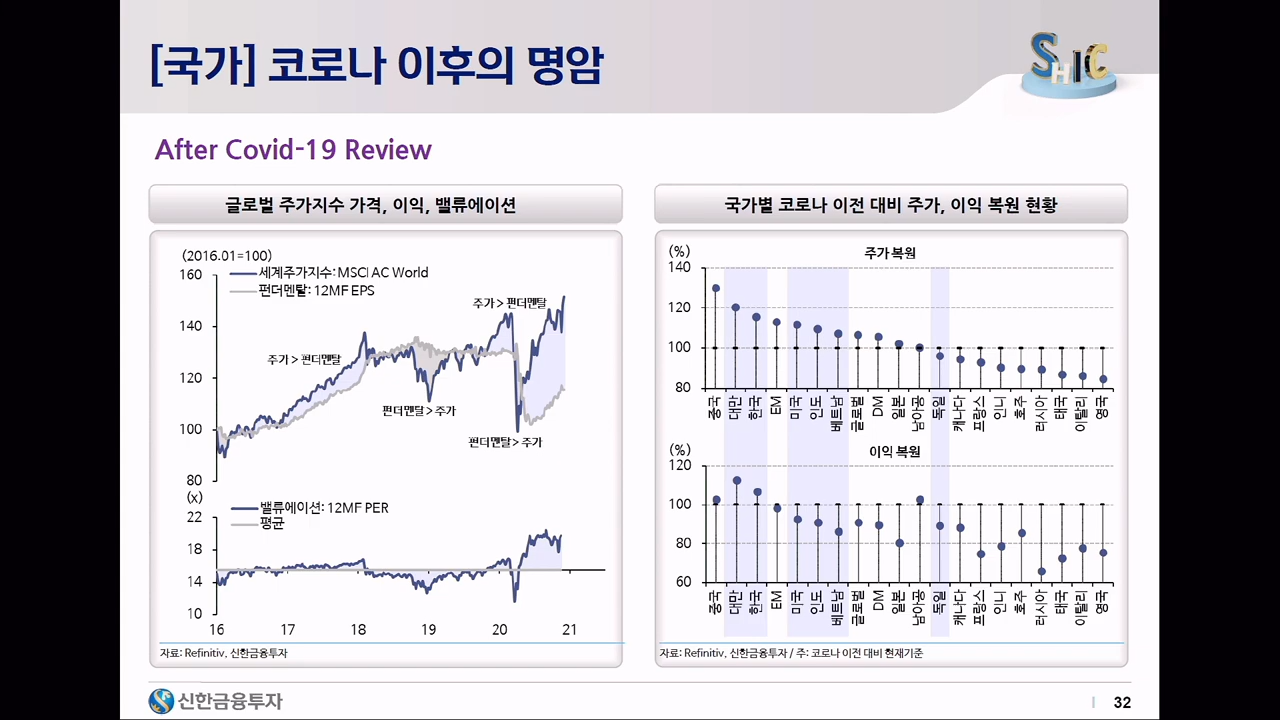 [국가] 코로나 이후의 명암
SHIC
After Covid-19 Review
글로벌 주가지수 가격, 이익, 밸류에이션
(2016.01=100)
세계주가지수: MSCI AC World
펀더멘탈: 12MF EPS
160
140
120
100
80
주가 > 펀더멘탈
주가 > 펀더멘탈
펀더멘탈 > 주가
펀더멘탈 > 주가
(x)
밸류에이션: 12MF PER
평균
22
18
14
10
16 17 18 19 20 21
자료: Refinitiv, 신한금융투자
국가별 코로나 이전 대비 주가, 이익 복원 현황
(%)
주가 복원
140
120
100
80
중국 대만 한국 EM 미국 인도 베트남 글로벌 DM 일본 남아공 독일 캐나다 프랑스 인니 호주 러시아 태국 이탈리 영국
(%)
이익 복원
120
100
80
60
중국 대만 한국 EM 미국 인도 베트남 글로벌 DM 일본 남아공 독일 캐나다 프랑스 인니 호주 러시아 태국 이탈리 영국
자료: Refinitiv, 신한금융투자 / 주: 코로나 이전 대비 현재기준
신한금융투자
32